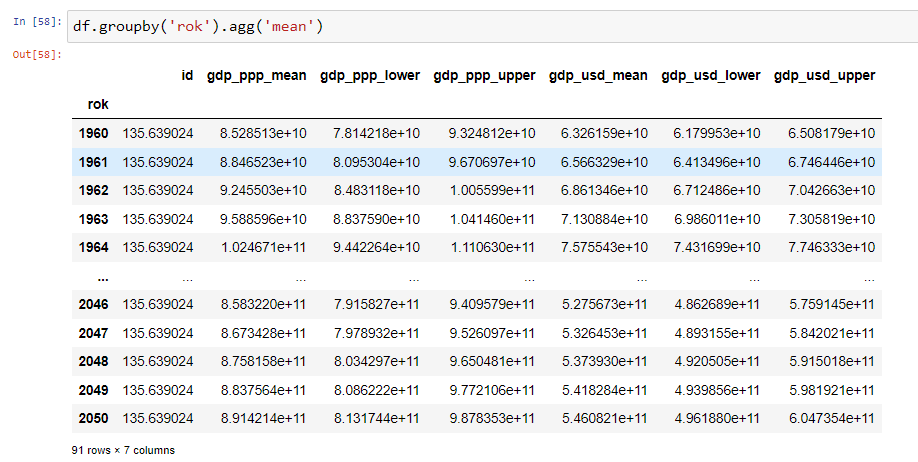 In [58]: df.groupby('rok').agg('mean')
Out[58]:
id gdp_ppp_mean gdp_ppp_lower gdp_ppp_upper gdp_usd_mean gdp_usd_lower gdp_usd_upper
rok
1960 135.639024 8.528513e+10 7.814218e+10 9.324812e+10 6.326159e+10 6.179953e+10 6.508179e+10
1961 135.639024 8.846523e+10 8.095304e+10 9.670697e+10 6.566329e+10 6.413496e+10 6.746446e+10
1962 135.639024 9.245503e+10 8.483118e+10 1.005599e+11 6.861346e+10 6.712486e+10 7.042663e+10
1963 135.639024 9.588596e+10 8.837590e+10 1.041460e+11 7.130884e+10 6.986011e+10 7.305819e+10
1964 135.639024 1.024671e+11 9.442264e+10 1.110630e+11 7.575543e+10 7.431699e+10 7.746333e+10
... ... ... ... ... ... ... ...
2046 135.639024 8.583220e+11 7.915827e+11 9.409579e+11 5.275673e+11 4.862689e+11 5.759145e+11
2047 135.639024 8.673428e+11 7.978932e+11 9.526097e+11 5.326453e+11 4.893155e+11 5.842021e+11
2048 135.639024 8.758158e+11 8.034297e+11 9.650481e+11 5.373930e+11 4.920505e+11 5.915018e+11
2049 135.639024 8.837564e+11 8.086222e+11 9.772106e+11 5.418284e+11 4.939856e+11 5.981921e+11
2050 135.639024 8.914214e+11 8.131744e+11 9.878353e+11 5.460821e+11 4.961880e+11 6.047354e+11
91 rows × 7 columns